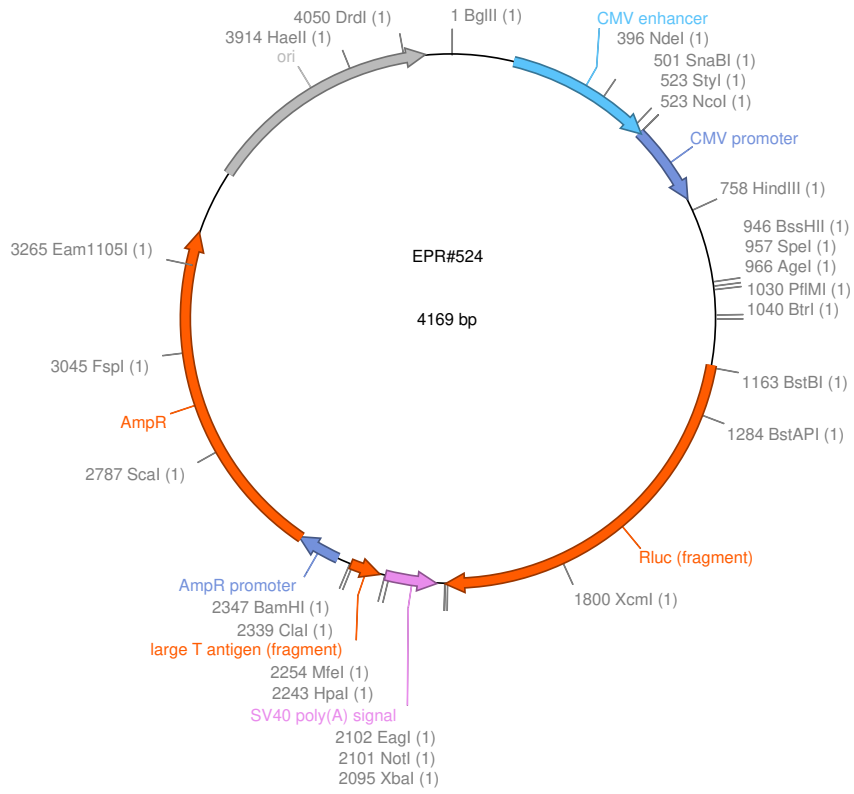 4050 DrdI (1)
1 BglII (1)
CMV enhancer
3914 HaeII (1)
396 NdeI (1)
ori
501 SnaBI (1)
523 StyI (1)
523 NcoI (1)
CMV promoter
758 HindIII (1)
946 BssHII (1)
957 SpeI (1)
966 AgeI (1)
1030 PflMI (1)
1040 BtrI (1)
3265 Eam1105I (1)
EPR#524
4169 bp
3045 FspI (1)
1163 BstBI (1)
AmpR
1284 BstAPI (1)
2787 ScaI (1)
Rluc (fragment)
AmpR promoter
1800 XcmI (1)
2347 BamHI (1)
2339 ClaI (1)
large T antigen (fragment)
2254 MfeI (1)
2243 HpaI (1)
SV40 poly(A) signal
2102 EagI (1)
2101 NotI (1)
2095 XbaI (1)